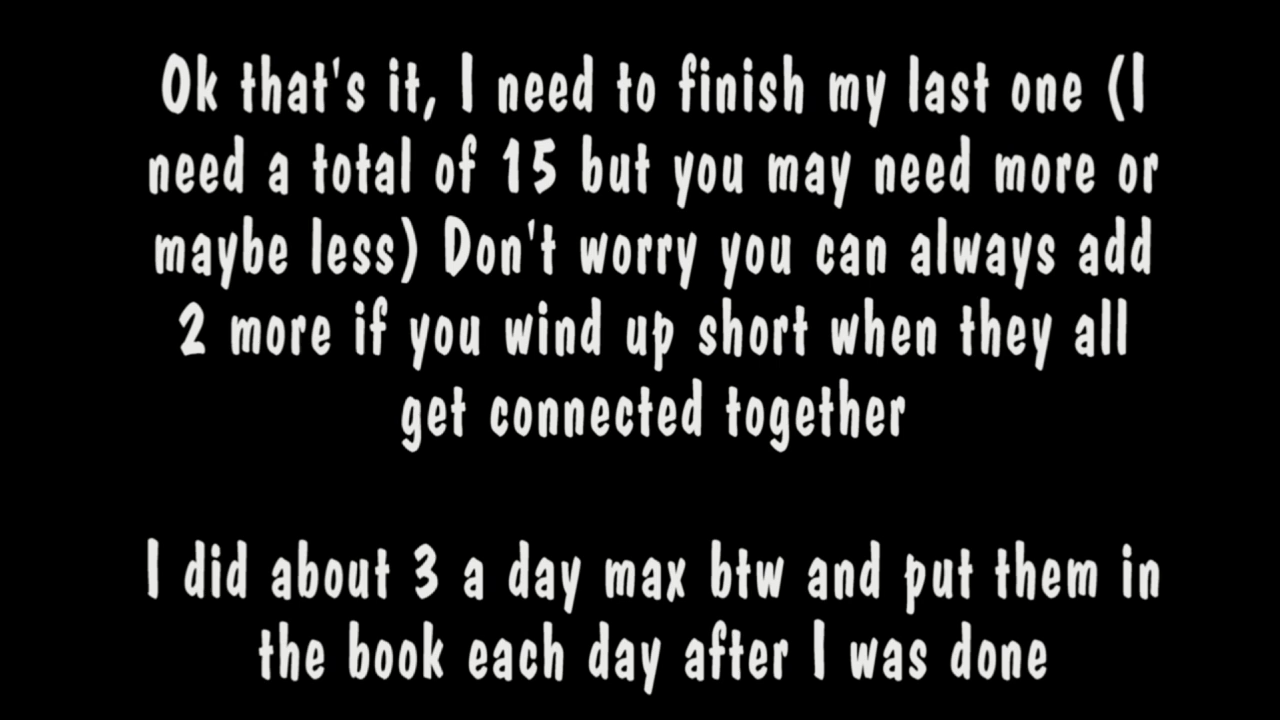 Ok that's it, I need to finish my last one (I
need a total of 15 but you may need more or
maybe less) Don't worry you can always add
2 more if you wind up short when they all
get connected together
I did about 3 a day max btw and put them in
the book each day after I was done